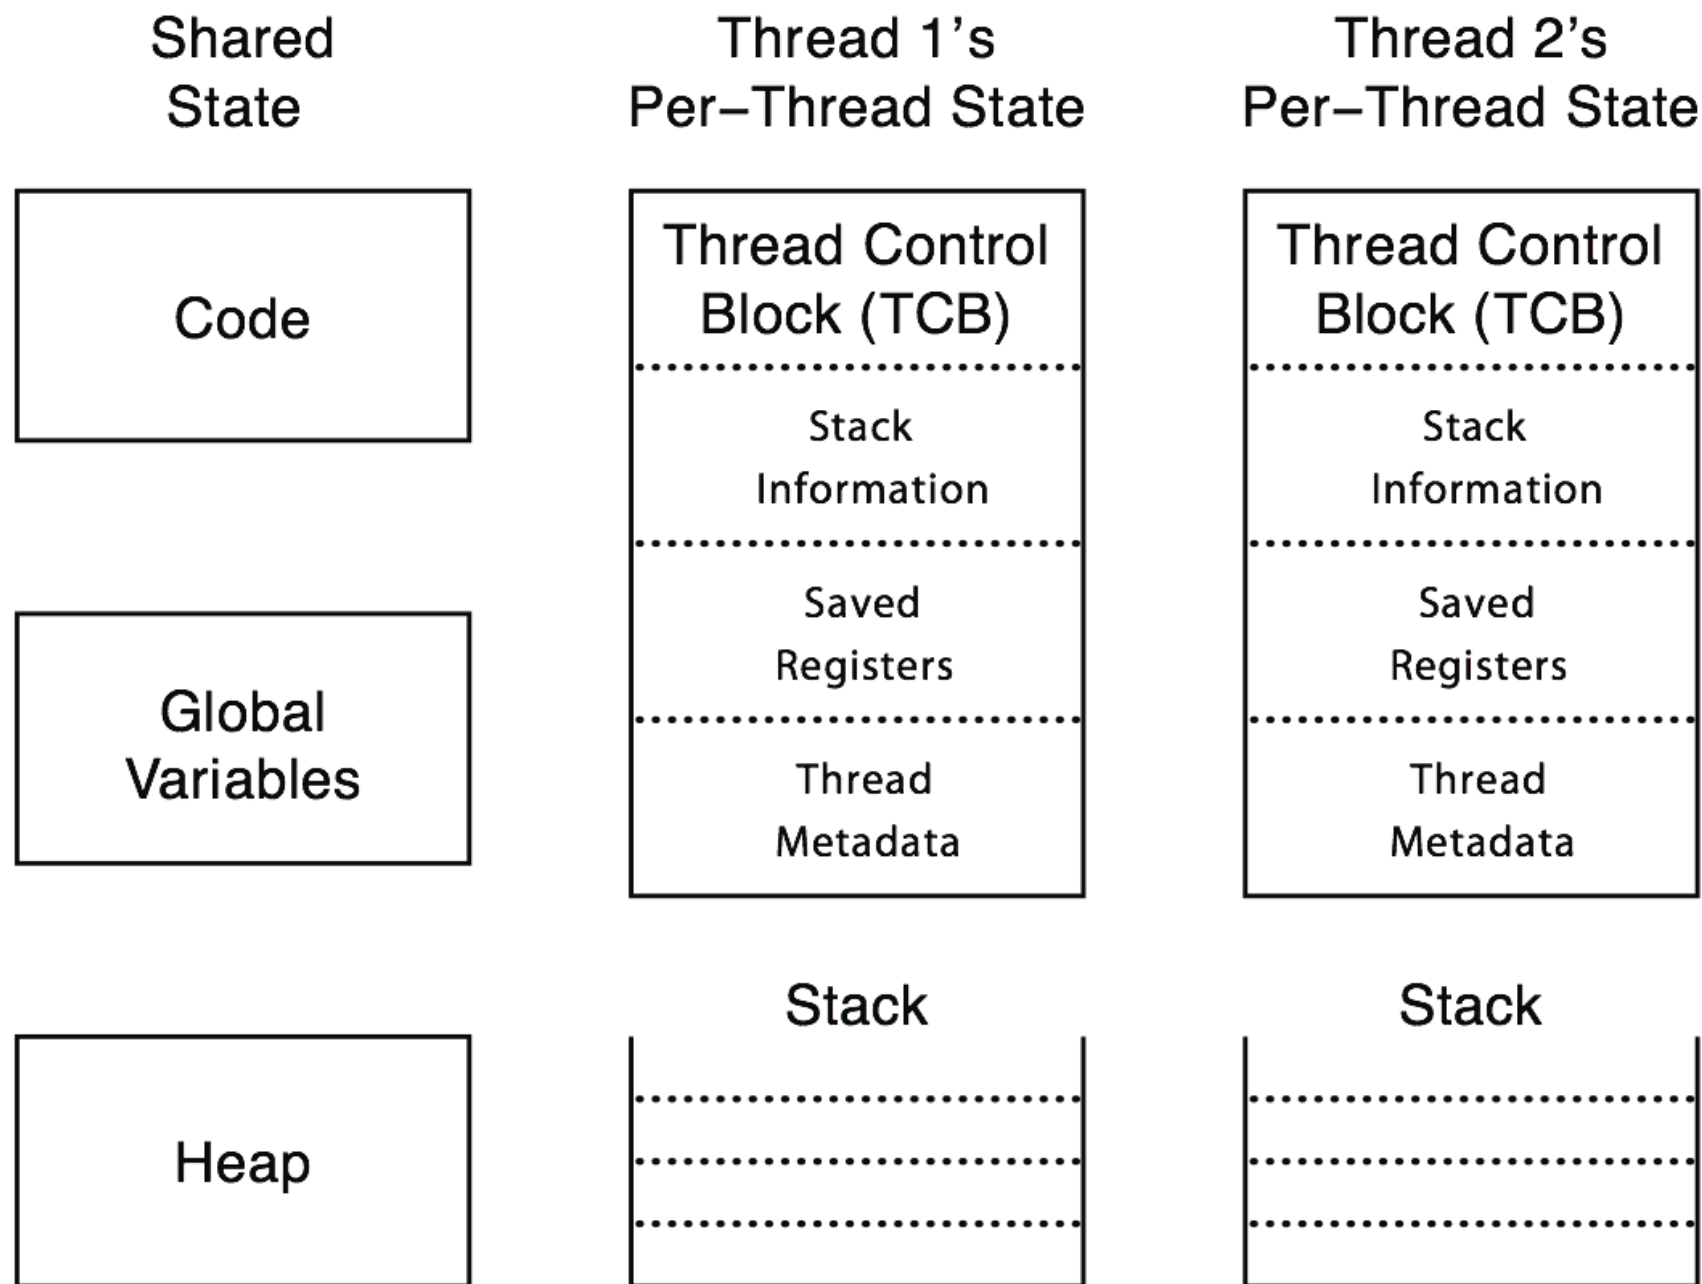 Shared
State
Thread 1’s
Per–Thread State
Thread 2’s
Per–Thread State
Code
Global
Variables
Heap
Thread Control
Block (TCB)
Stack
Information
Saved
Registers
Thread
Metadata
Stack
Thread Control
Block (TCB)
Stack
Information
Saved
Registers
Thread
Metadata
Stack